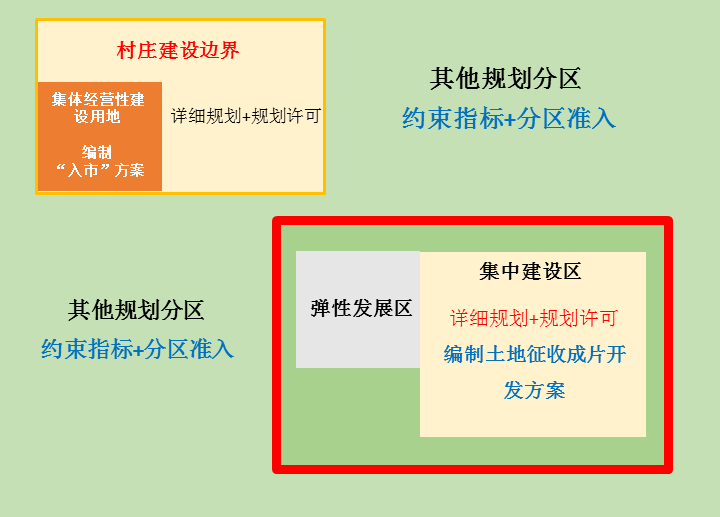 村庄建设边界
集体经营性建
设用地
编制
“入市”方案
详细规划+规划许可
其他规划分区
约束指标+分区准入
其他规划分区
约束指标+分区准入
弹性发展区
集中建设区
详细规划+规划许可
编制土地征收成片开
发方案